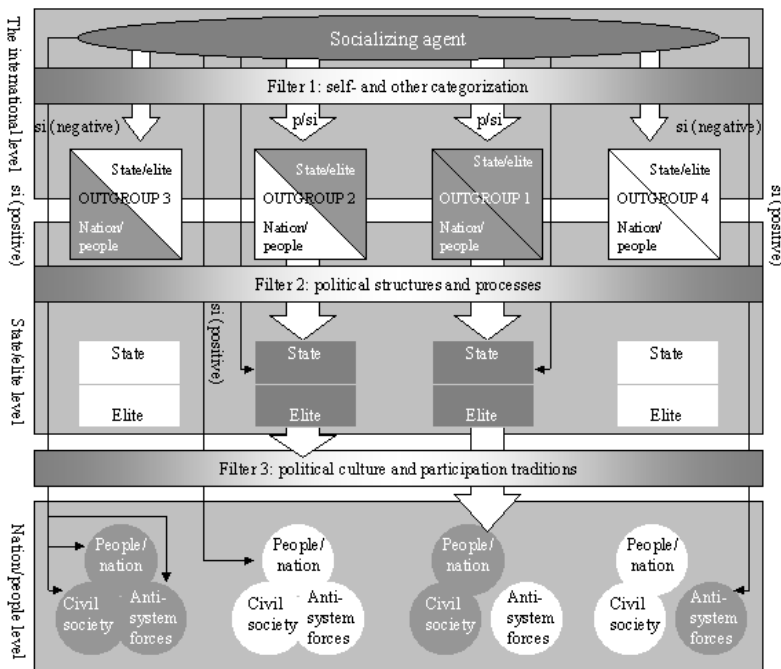 Socializing agent
The international level
Filter 1: self- and other categorization
si (negative)
p/si
p/si
si (negative)
State/elite
OUTGROUP 3
Nation/
people
State/elite
OUTGROUP 2
Nation/
people
State/elite
OUTGROUP 1
Nation/
people
State/elite
OUTGROUP 4
Nation/
people
si (positive)
si (positive)
Filter 2: political structures and processes
State/elite level
si (positive)
State
Elite
State
Elite
State
Elite
State
Elite
Filter 3: political culture and participation traditions
Nation/people level
People/
nation
Civil
society
Anti-
system
forces
People/
nation
Civil
society
Anti-
system
forces
People/
nation
Civil
society
Anti-
system
forces
People/
nation
Civil
society
Anti-
system
forces